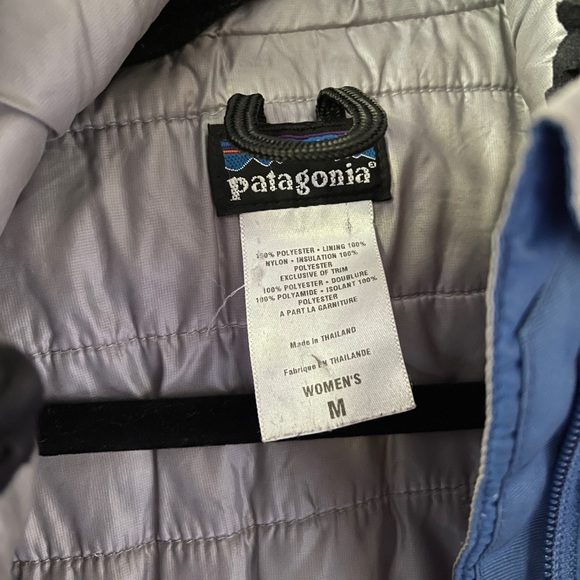 patagonia®
100% POLYESTER • LINING 100%
NYLON • INSULATION 100%
POLYESTER
EXCLUSIVE OF TRIM
100% POLYESTER • DOUBLURE
100% POLYAMIDE • ISOLANT 100%
POLYESTER
A PART LA GARNITURE
Made in THAILAND
Fabriqué EN THAILANDE
WOMEN'S
M